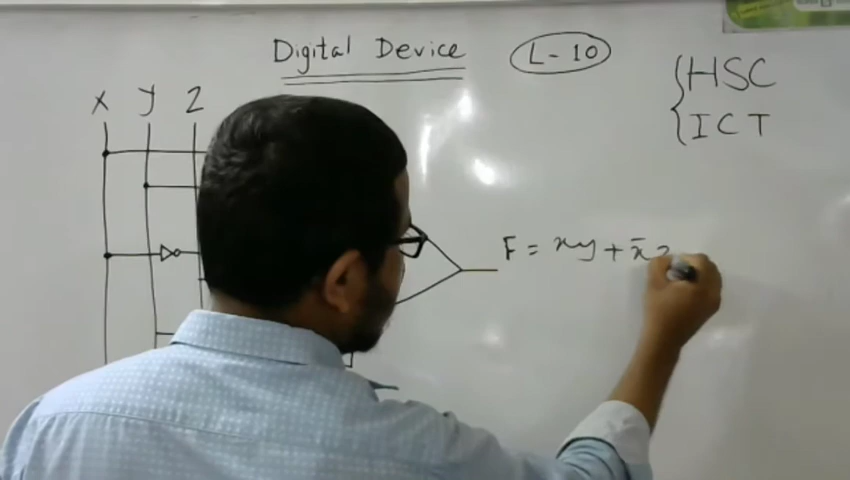 Digital Device L-10
{HSC
{ICT
X Y Z
F = xy + x̄z